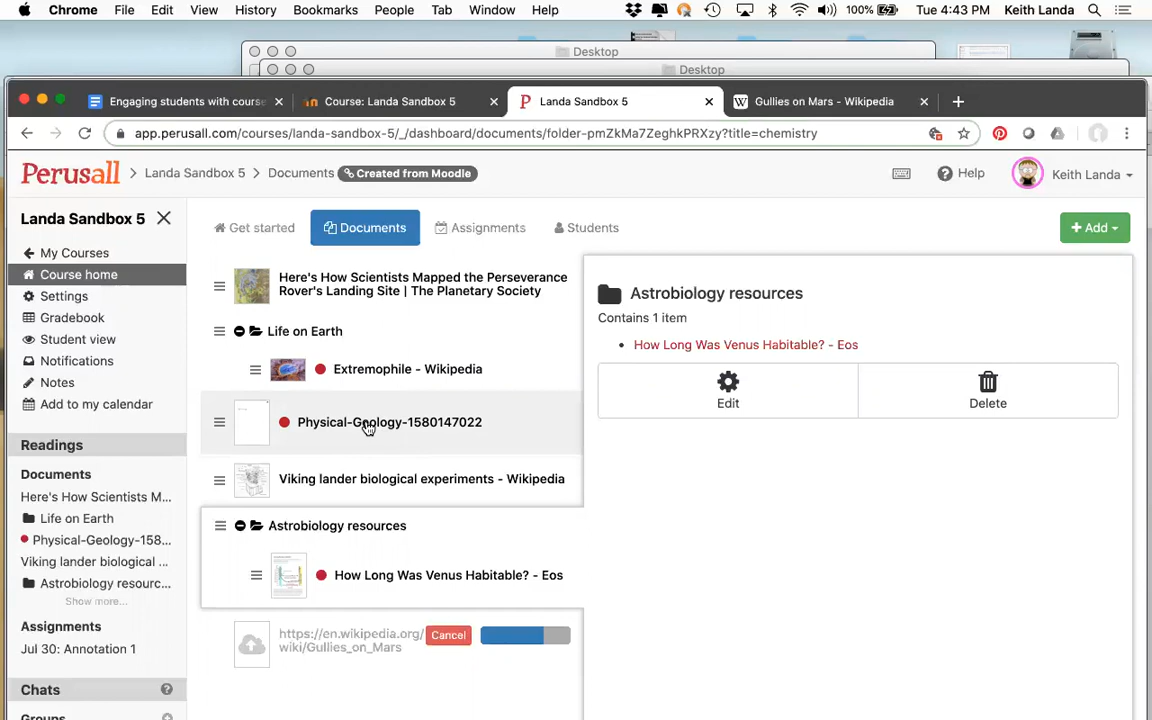 Chrome File Edit View History Bookmarks People Tab Window Help 100% Tue 4:43 PM Keith Landa
Desktop
Desktop
Engaging students with course Course: Landa Sandbox 5 Landa Sandbox 5 Gullies on Mars - Wikipedia
app.perusall.com/courses/landa-sandbox-5/_/dashboard/documents/folder-pmZkMa7ZeghkPRXzy?title=chemistry
Perusall Landa Sandbox 5 Documents Created from Moodle Help Keith Landa
Landa Sandbox 5
My Courses
Course home
Settings
Gradebook
Student view
Notifications
Notes
Add to my calendar
Readings
Documents
Here's How Scientists M...
Life on Earth
Physical-Geology-158...
Viking lander biological ...
Astrobiology resourc...
Show more...
Assignments
Jul 30: Annotation 1
Chats
Groups
Get started Documents Assignments Students + Add
Here's How Scientists Mapped the Perseverance
Rover's Landing Site | The Planetary Society
Life on Earth
Extremophile - Wikipedia
Physical-Geology-1580147022
Viking lander biological experiments - Wikipedia
Astrobiology resources
How Long Was Venus Habitable? - Eos
https://en.wikipedia.org/
wiki/Gullies_on_Mars
Cancel
Astrobiology resources
Contains 1 item
How Long Was Venus Habitable? - Eos
Edit Delete